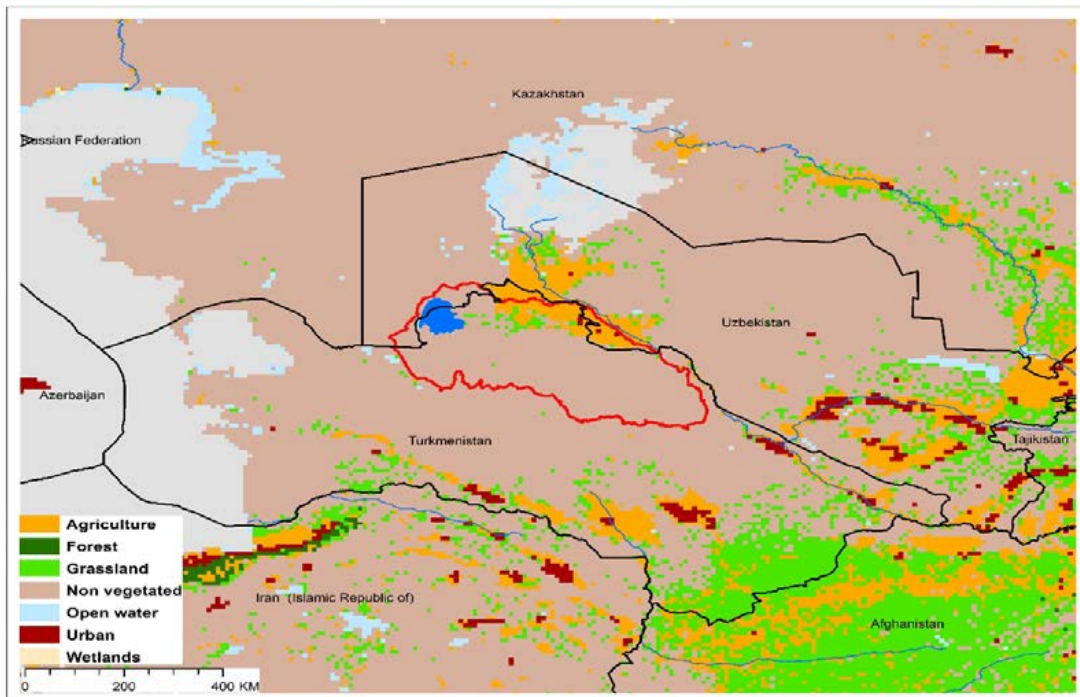 Kazakhstan
ussian Federation
Uzbekistan
Azerbaijan
Turkmenistan
Tajikistan
Agriculture
Forest
Grassland
Non vegetated
Open water
Urban
Wetlands
Iran (Islamic Republic of)
Afghanistan
0 200 400 KM